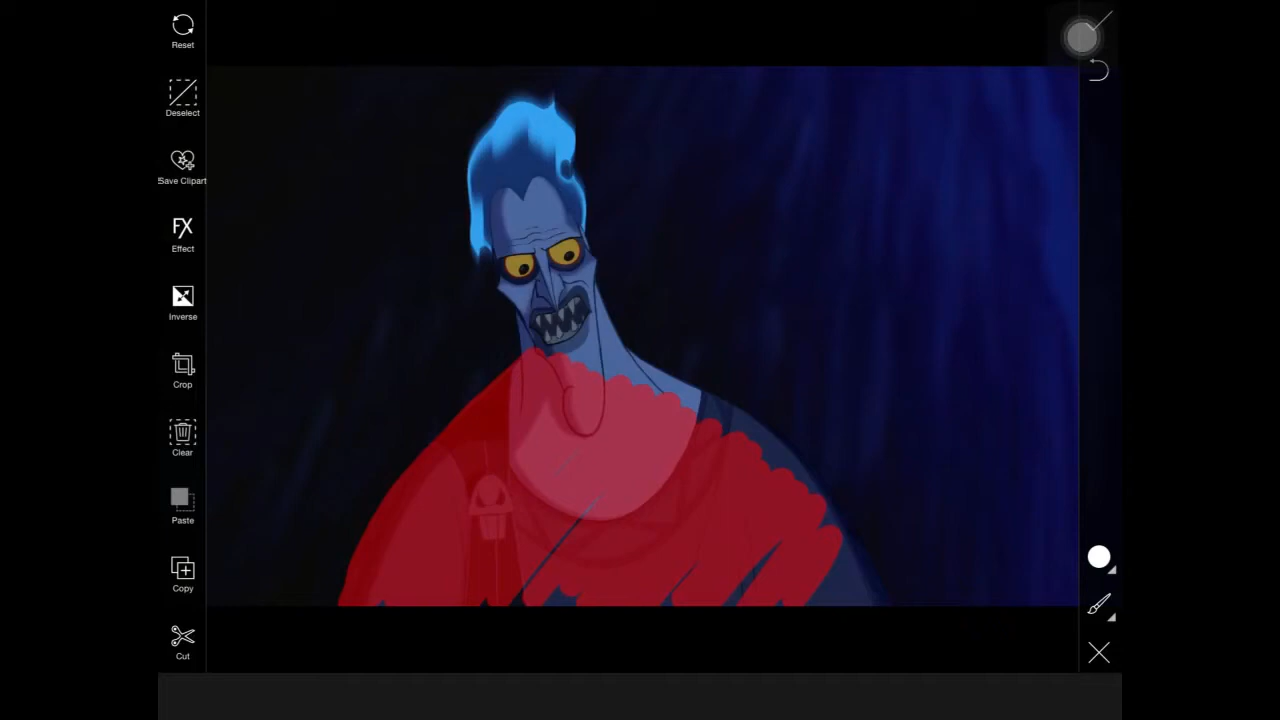 Reset
Deselect
Save Clipart
FX
Effect
Inverse
Crop
Clear
Paste
Copy
Cut